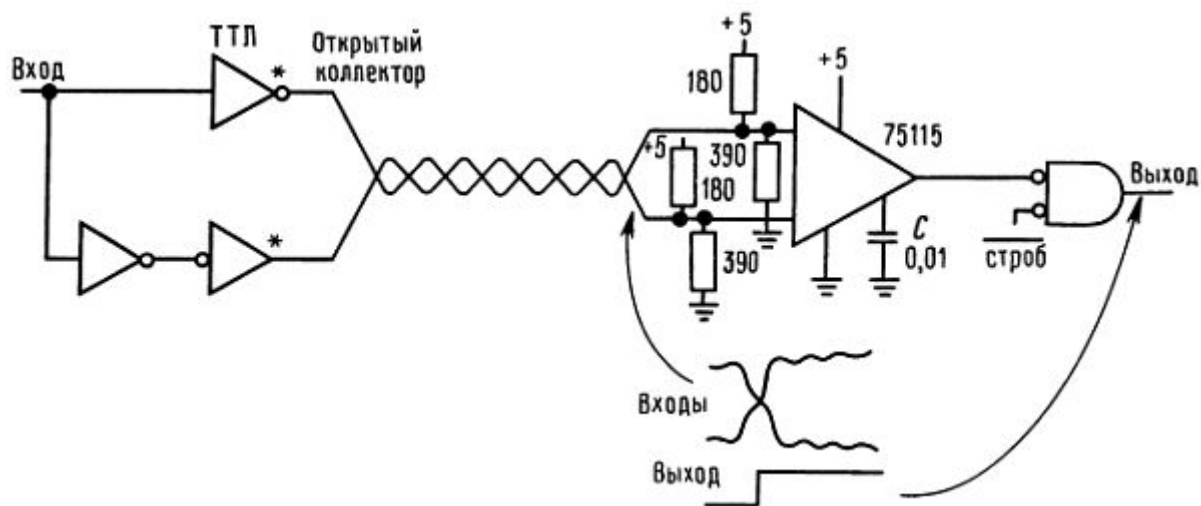 ТТЛ
Открытый
коллектор
Вход
*
*
+5
180
+5
75115
+5
390
180
390
C
0,01
строб
Выход
Входы
Выход